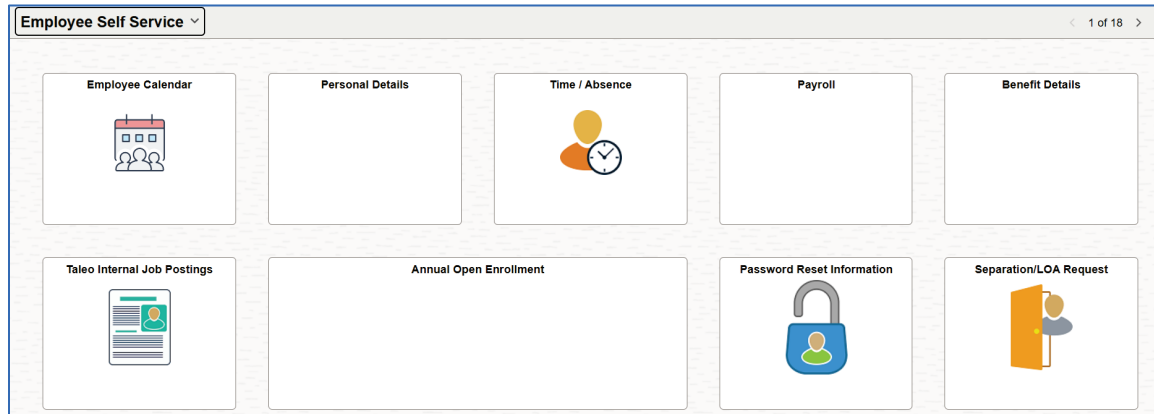 Employee Self Service
1 of 18
Employee Calendar
Personal Details
Time / Absence
Payroll
Benefit Details
Taleo Internal Job Postings
Annual Open Enrollment
Password Reset Information
Separation/LOA Request